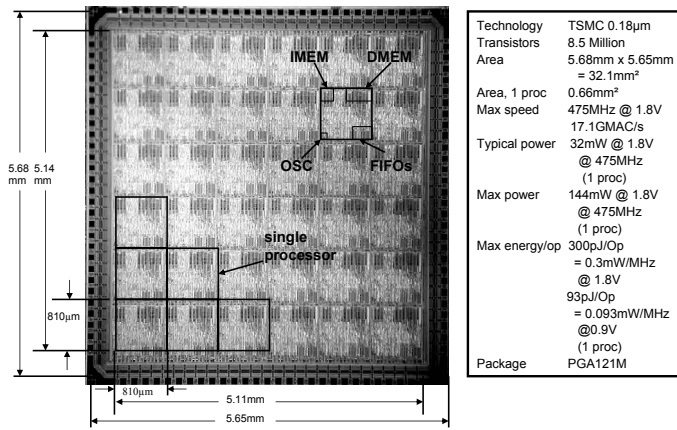 IMEM
DMEM
OSC
FIFOs
5.68
mm
5.14
mm
single
processor
810µm
810µm
5.11mm
5.65mm
Technology TSMC 0.18µm
Transistors 8.5 Million
Area 5.68mm x 5.65mm
= 32.1mm²
Area, 1 proc 0.66mm²
Max speed 475MHz @ 1.8V
17.1GMAC/s
Typical power 32mW @ 1.8V
@ 475MHz
(1 proc)
Max power 144mW @ 1.8V
@ 475MHz
(1 proc)
Max energy/op 300pJ/Op
= 0.3mW/MHz
@ 1.8V
93pJ/Op
= 0.093mW/MHz
@0.9V
(1 proc)
Package PGA121M